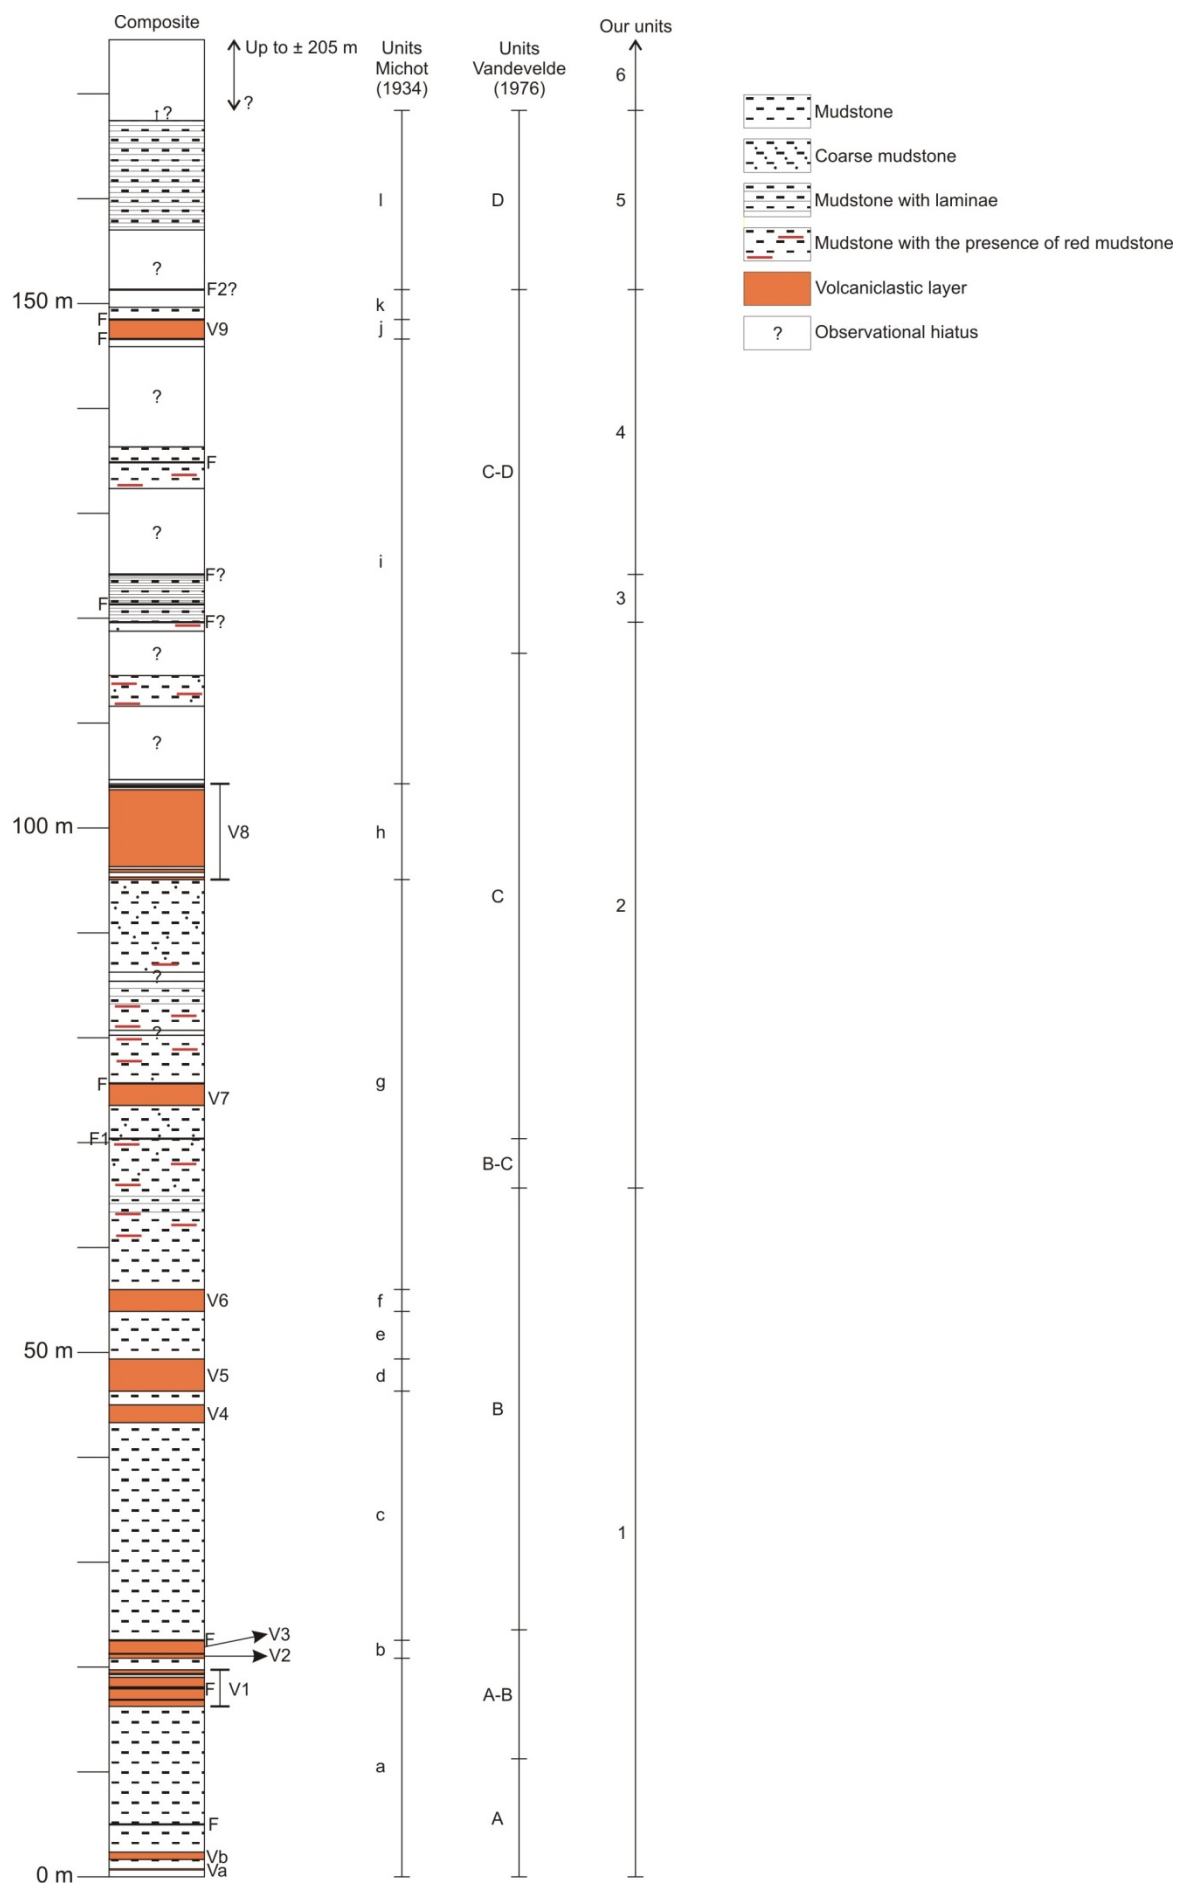 Composite
Up to ± 205 m
?
Units
Michot
(1934)
Units
Vandevelde
(1976)
Our units
6
Mudstone
Coarse mudstone
Mudstone with laminae
Mudstone with the presence of red mudstone
Volcaniclastic layer
? Observational hiatus
?
l
D
5
?
F2?
150 m
k
F
V9
j
F
?
4
F
C-D
?
i
F?
3
F
F?
?
?
100 m
V8
h
C
2
?
?
F
V7
g
F1
B-C
V6
f
e
50 m
V5
d
V4
B
c
1
F
V3
V2
b
F
V1
A-B
a
F
A
Vb
Va
0 m